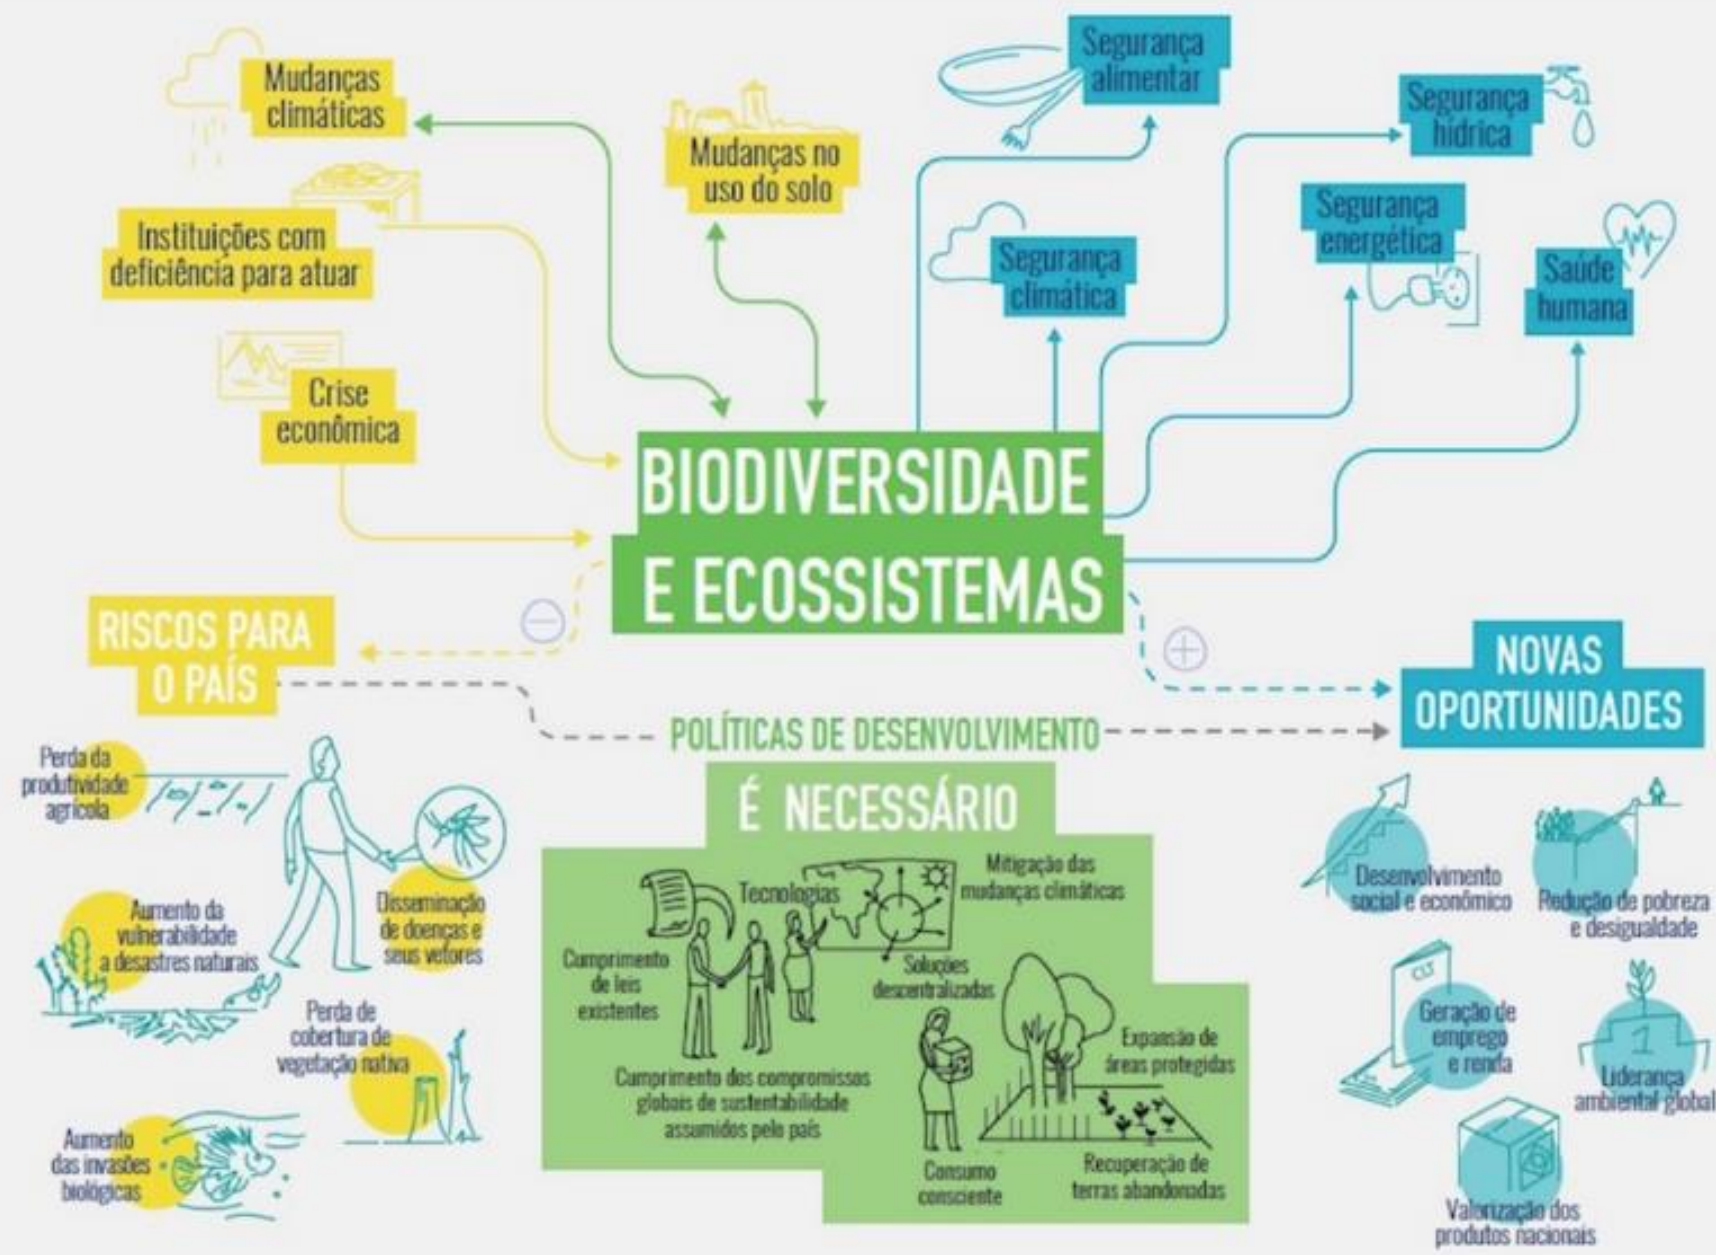 Mudanças
climáticas
Mudanças no
uso do solo
Instituições com
deficiência para atuar
Crise
econômica
Segurança
alimentar
Segurança
hídrica
Segurança
climática
Segurança
energética
Saúde
humana
BIODIVERSIDADE
E ECOSSISTEMAS
RISCOS PARA
O PAÍS
Perda da
produtividade
agrícola
Disseminação
de doenças e
seus vetores
Aumento da
vulnerabilidade
a desastres naturais
Perda de
cobertura de
vegetação nativa
Aumento
das invasões
biológicas
POLÍTICAS DE DESENVOLVIMENTO
É NECESSÁRIO
Tecnologias
Mitigação das
mudanças climáticas
Cumprimento
de leis
existentes
Soluções
descentralizadas
Cumprimento dos compromissos
globais de sustentabilidade
assumidos pelo país
Expansão de
áreas protegidas
Consumo
consciente
Recuperação de
terras abandonadas
NOVAS
OPORTUNIDADES
Desenvolvimento
social e econômico
Redução de pobreza
e desigualdade
CLT
Geração de
emprego
e renda
1
Liderança
ambiental global
Valorização dos
produtos nacionais